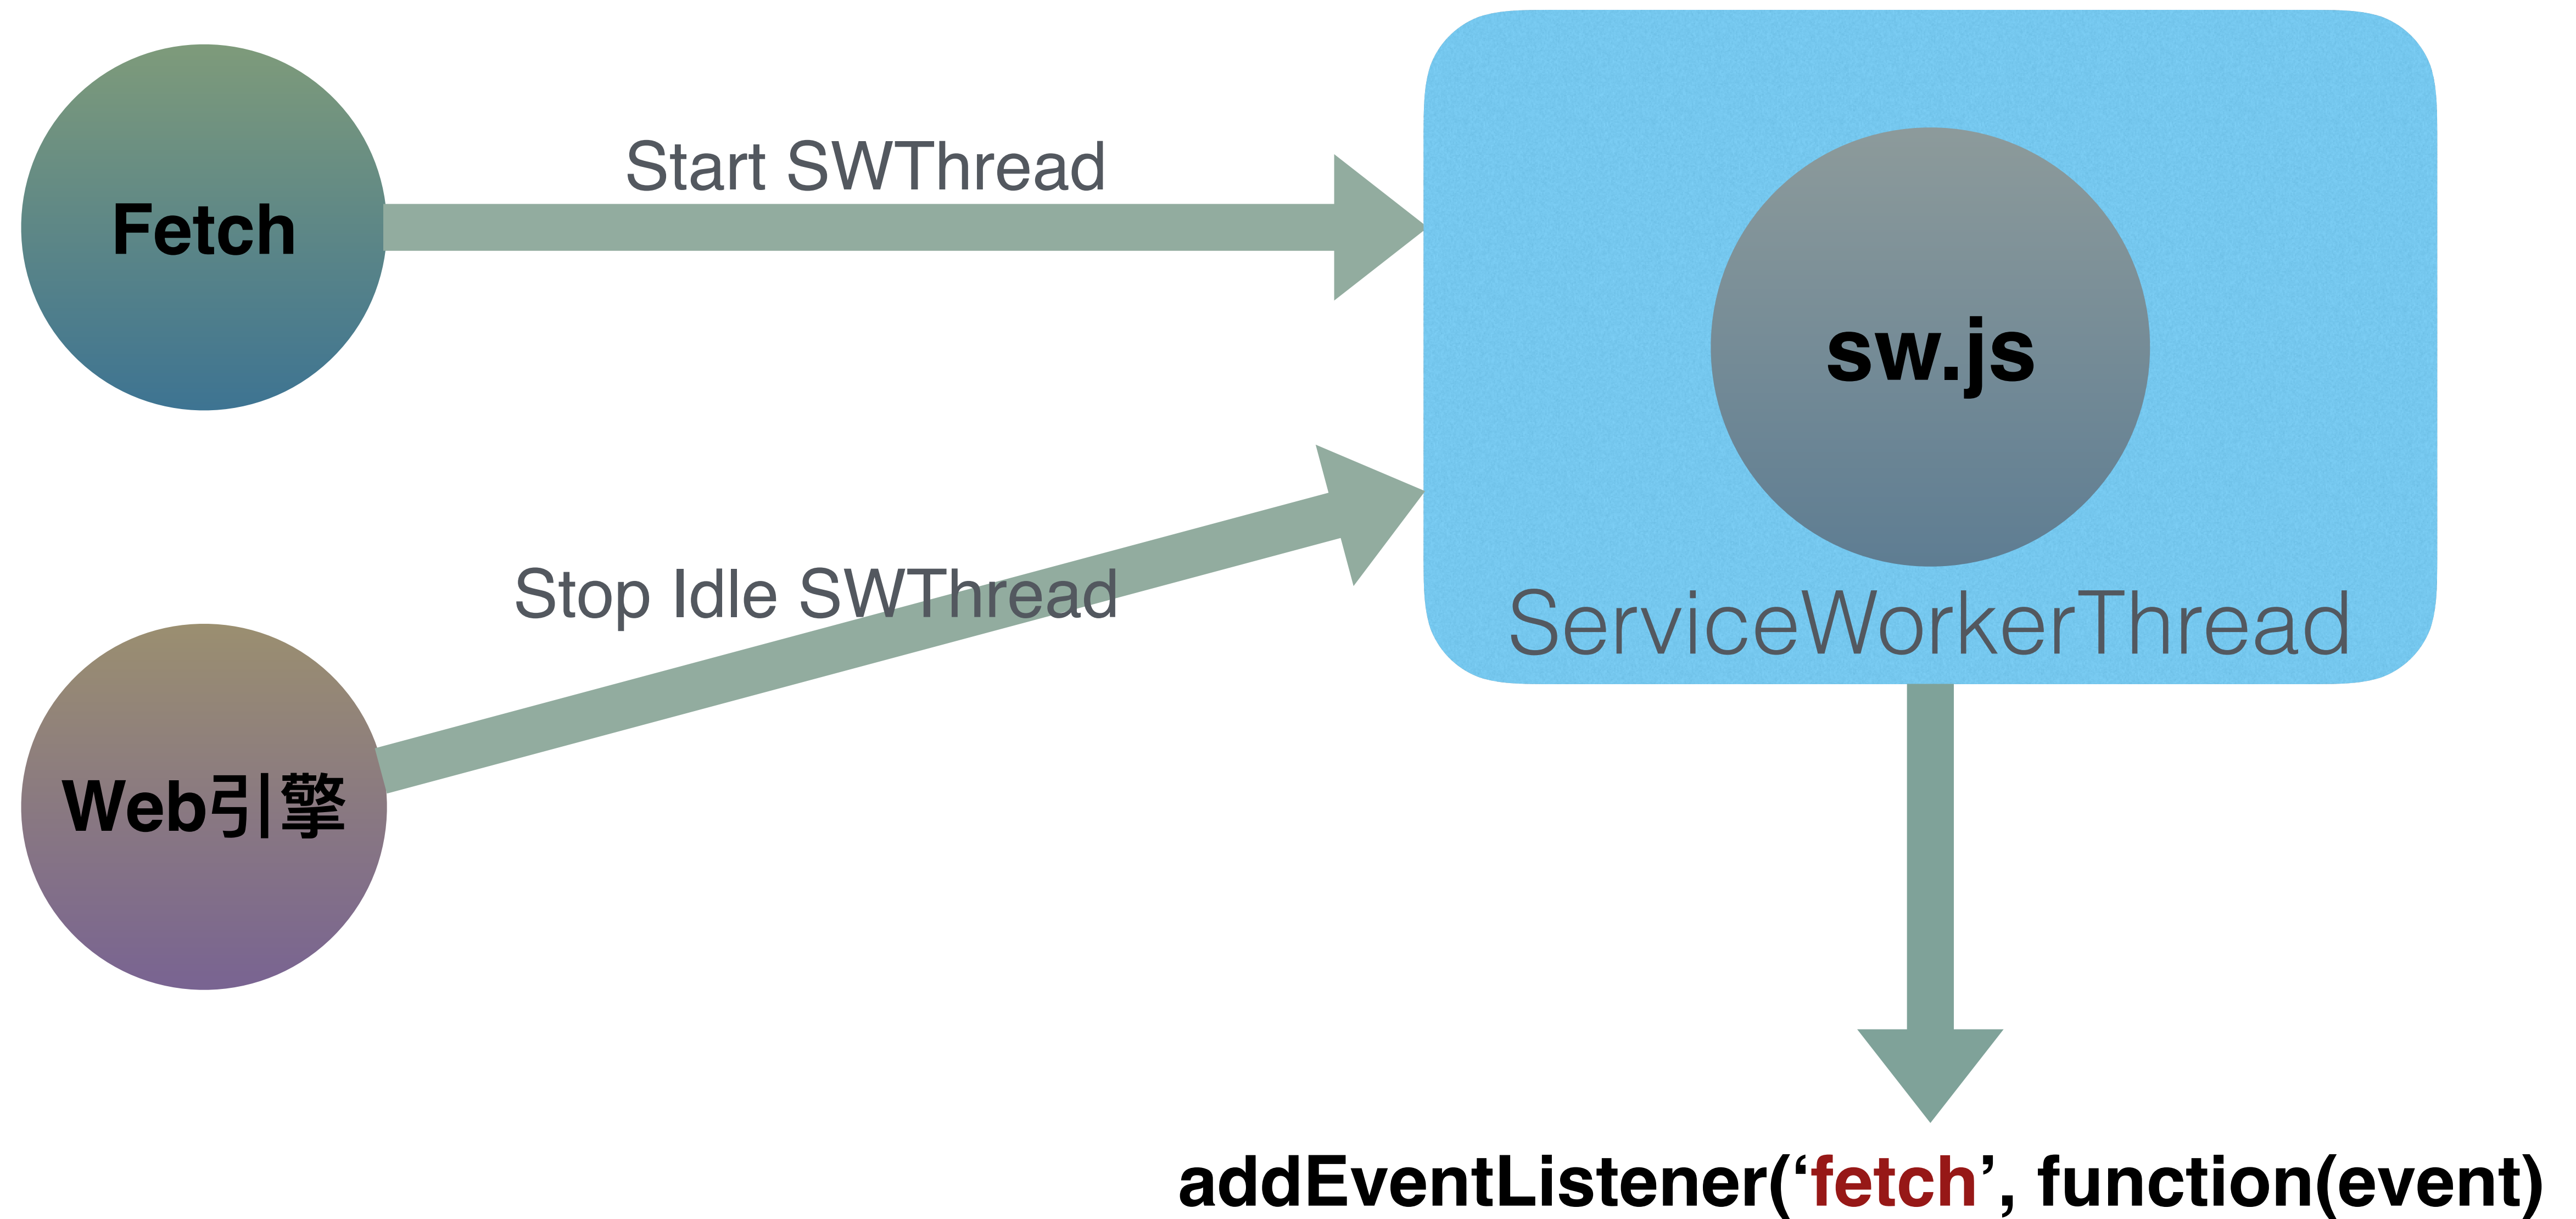 Fetch
Start SWThread
sw.js
ServiceWorkerThread
Stop Idle SWThread
Web引擎
addEventListener(‘fetch’, function(event)